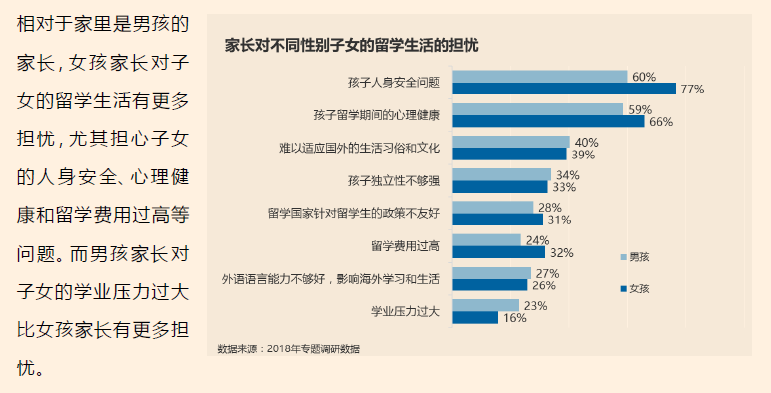 相对于家里是男孩的
家长,女孩家长对子
女的留学生活有更多
担忧,尤其担心子女
的人身安全、心理健
康和留学费用过高等
问题。而男孩家长对
子女的学业压力过大
比女孩家长有更多担
忧。
家长对不同性别子女的留学生活的担忧
孩子人身安全问题 60% 77%
孩子留学期间的心理健康 59% 66%
难以适应国外的生活习俗和文化 40% 39%
孩子独立性不够强 34% 33%
留学国家针对留学生的政策不友好 28% 31%
留学费用过高 24% 32%
外语语言能力不够好，影响海外学习和生活 27% 26%
学业压力过大 23% 16%
男孩
女孩
数据来源：2018年专题调研数据